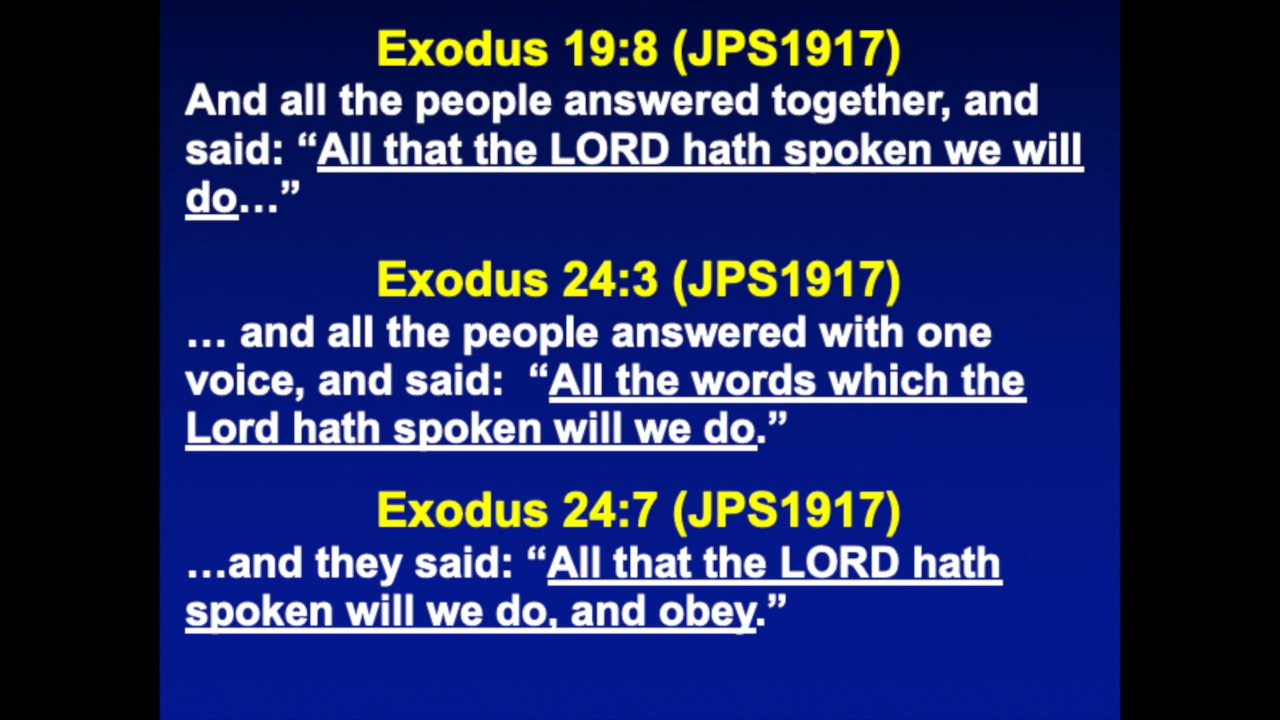 Exodus 19:8 (JPS1917)
And all the people answered together, and
said: “All that the LORD hath spoken we will
do…”
Exodus 24:3 (JPS1917)
… and all the people answered with one
voice, and said:  “All the words which the
Lord hath spoken will we do.”
Exodus 24:7 (JPS1917)
…and they said: “All that the LORD hath
spoken will we do, and obey.”